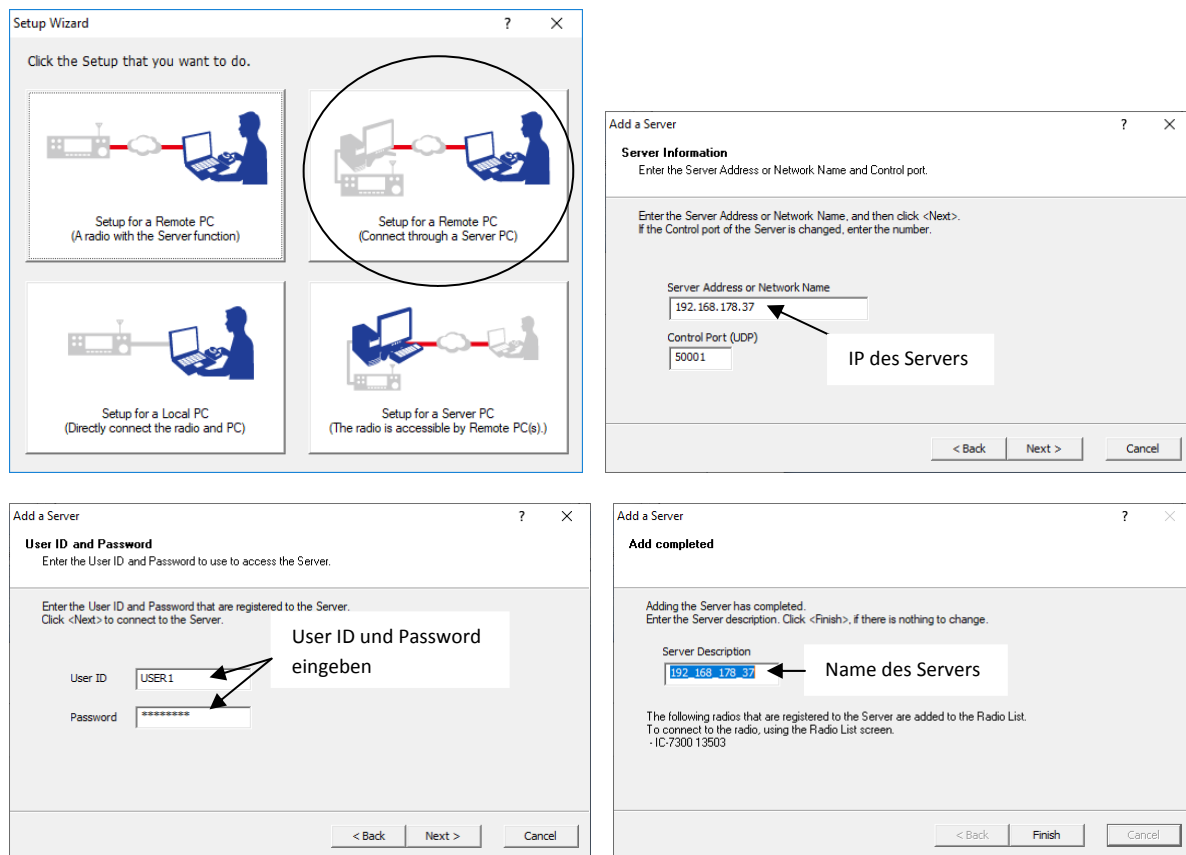 Setup Wizard
?
Click the Setup that you want to do.
Setup for a Remote PC
(A radio with the Server function)
Setup for a Remote PC
(Connect through a Server PC)
Setup for a Local PC
(Directly connect the radio and PC)
Setup for a Server PC
(The radio is accessible by Remote PC(s).)
Add a Server
?
Server Information
Enter the Server Address or Network Name and Control port.
Enter the Server Address or Network Name, and then click <Next>.
If the Control port of the Server is changed, enter the number.
Server Address or Network Name
192.168.178.37
Control Port (UDP)
50001
IP des Servers
< Back
Next >
Cancel
Add a Server
?
User ID and Password
Enter the User ID and Password to use to access the Server.
Enter the User ID and Password that are registered to the Server.
Click <Next> to connect to the Server.
User ID und Password
eingeben
User ID
USER1
Password
********
< Back
Next >
Cancel
Add a Server
?
Add completed
Adding the Server has completed.
Enter the Server description. Click <Finish>, if there is nothing to change.
Server Description
192_168_178_37
Name des Servers
The following radios that are registered to the Server are added to the Radio List.
To connect to the radio, using the Radio List screen.
- IC-7300 13503
< Back
Finish
Cancel